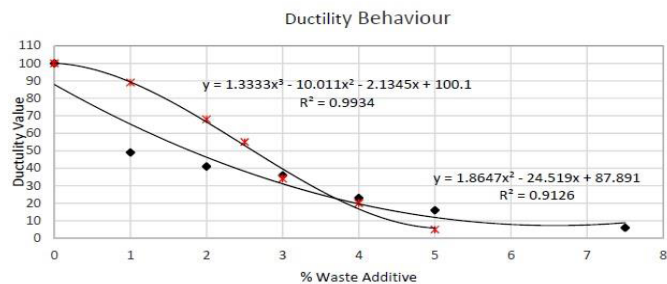 Ductility Behaviour
110
100
90
80
70
60
50
40
30
20
10
0
Ductulity Value
y = 1.3333x³ - 10.011x² - 2.1345x + 100.1
R² = 0.9934
y = 1.8647x² - 24.519x + 87.891
R² = 0.9126
0 1 2 3 4 5 6 7 8
% Waste Additive